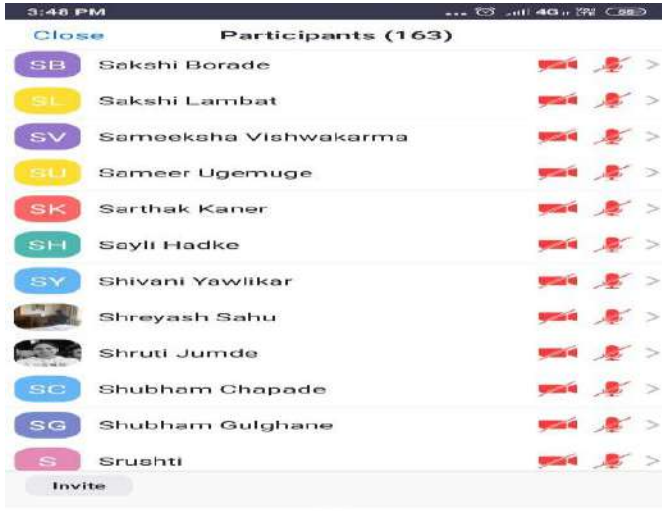 3:48 PM ... 4G 55
Close Participants (163)
SB Sakshi Borade
SL Sakshi Lambat
SV Sameeksha Vishwakarma
SU Sameer Ugemuge
SK Sarthak Kaner
SH Sayli Hadke
SY Shivani Yawlikar
Shreyash Sahu
Shruti Jumde
SC Shubham Chapade
SG Shubham Gulghane
S Srushti
Invite